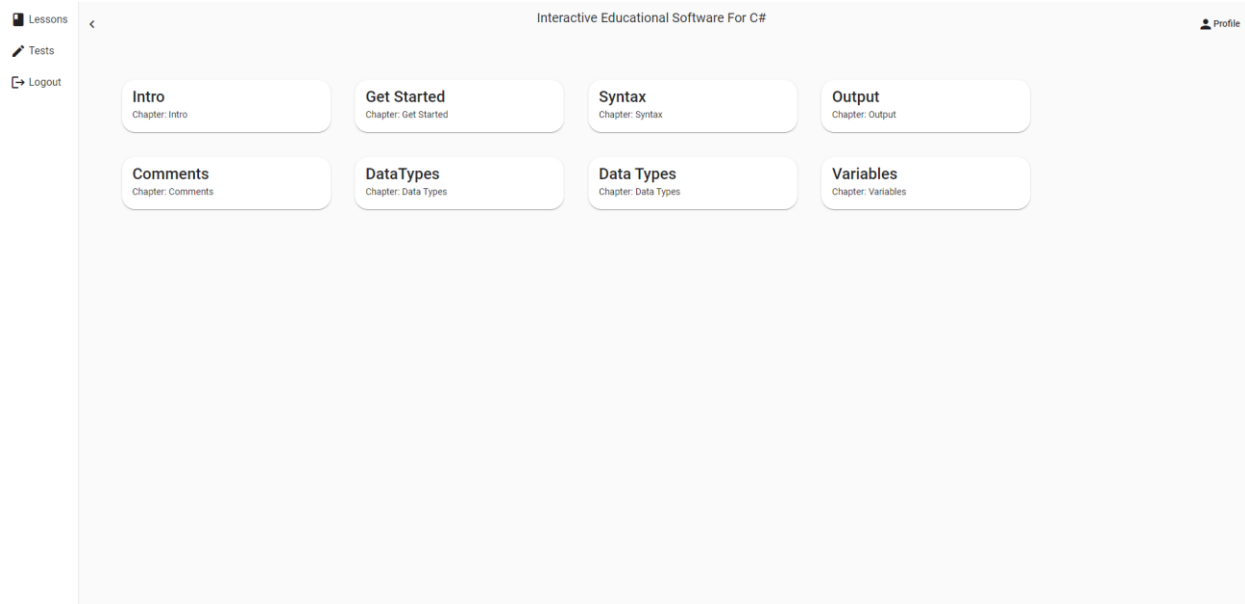 Lessons
Tests
Logout
Interactive Educational Software For C#
Profile
Intro
Chapter: Intro
Get Started
Chapter: Get Started
Syntax
Chapter: Syntax
Output
Chapter: Output
Comments
Chapter: Comments
DataTypes
Chapter: Data Types
Data Types
Chapter: Data Types
Variables
Chapter: Variables